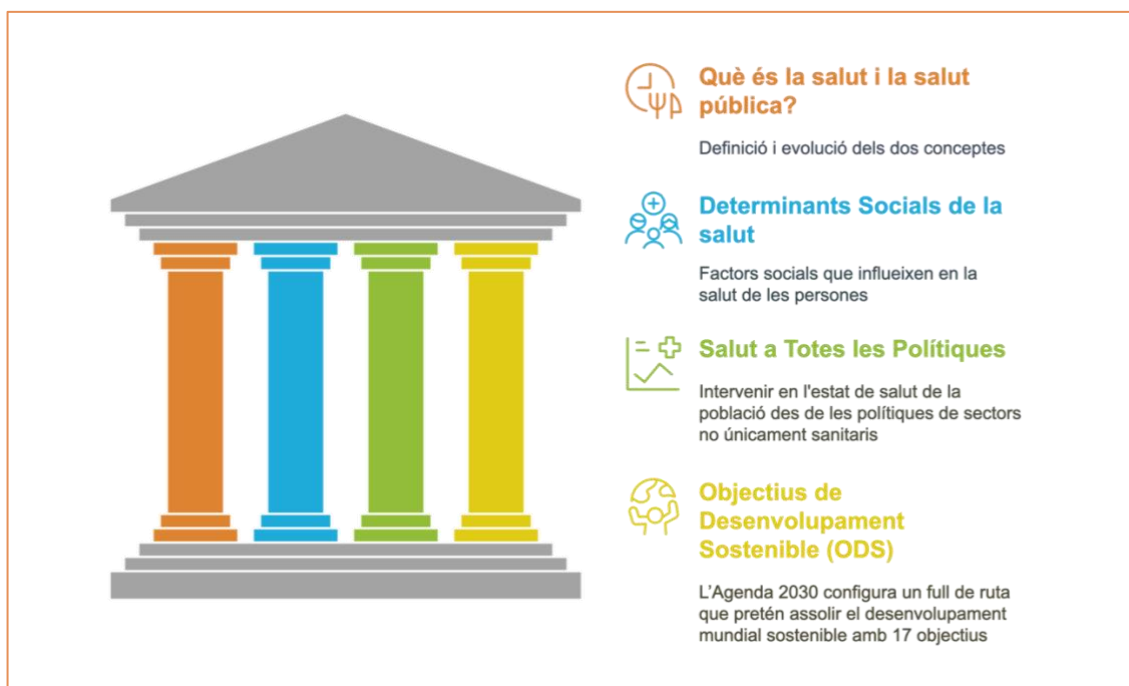 Què és la salut i la salut
pública?
Definició i evolució dels dos conceptes
Determinants Socials de la
salut
Factors socials que influeixen en la
salut de les persones
Salut a Totes les Polítiques
Intervenir en l'estat de salut de la
població des de les polítiques de sectors
no únicament sanitaris
Objectius de
Desenvolupament
Sostenible (ODS)
L'Agenda 2030 configura un full de ruta
que pretén assolir el desenvolupament
mundial sostenible amb 17 objectius